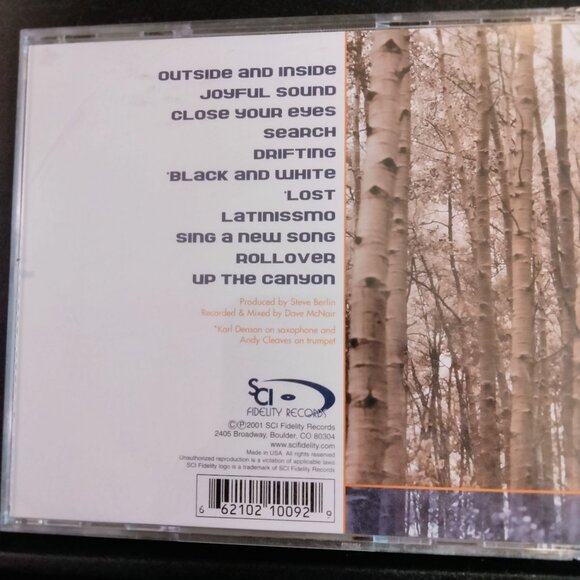 OUTSIDE AND INSIDE
JOYFUL SOUND
CLOSE YOUR EYES
SEARCH
DRIFTING
*BLACK AND WHITE
*LOST
LATINISSMO
SING A NEW SONG
ROLLOVER
UP THE CANYON
Produced by Steve Berlin
Recorded & Mixed by Dave McNair
*Karl Denson on saxophone and
Andy Cleaves on trumpet
SCI
FIDELITY RECORDS
©℗2001 SCI Fidelity Records
2405 Broadway, Boulder, CO 80304
www.scifidelity.com
Made in USA. All rights reserved
Unauthorized reproduction is a violation of applicable laws
SCI Fidelity logo is a trademark of SCI Fidelity Records
6 62102 10092 9